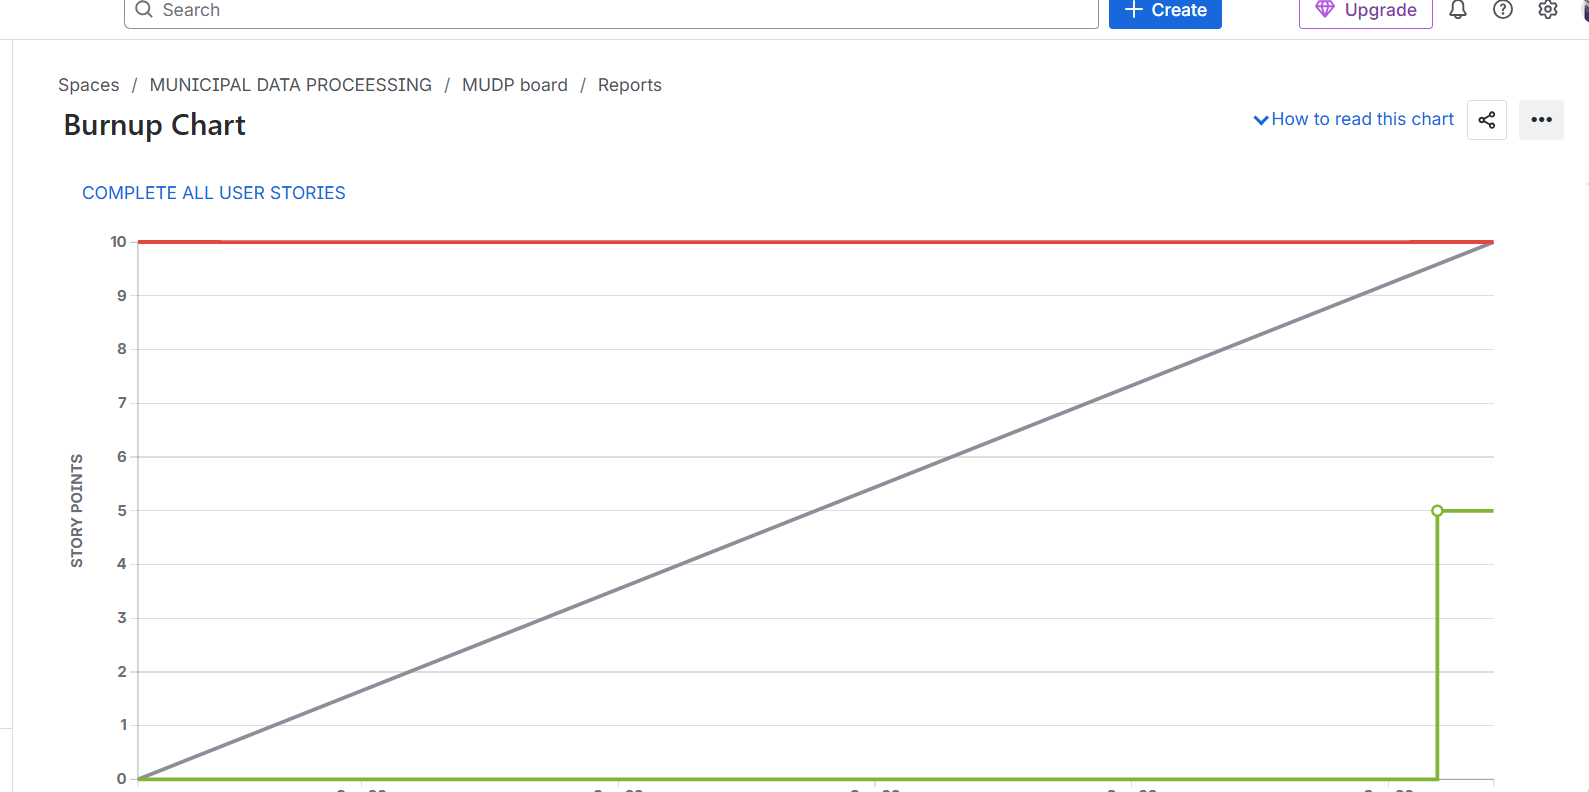 Search
Create
Upgrade
Spaces / MUNICIPAL DATA PROCEESSING / MUDP board / Reports
Burnup Chart
How to read this chart
COMPLETE ALL USER STORIES
10
9
8
7
6
5
4
3
2
1
0
STORY POINTS